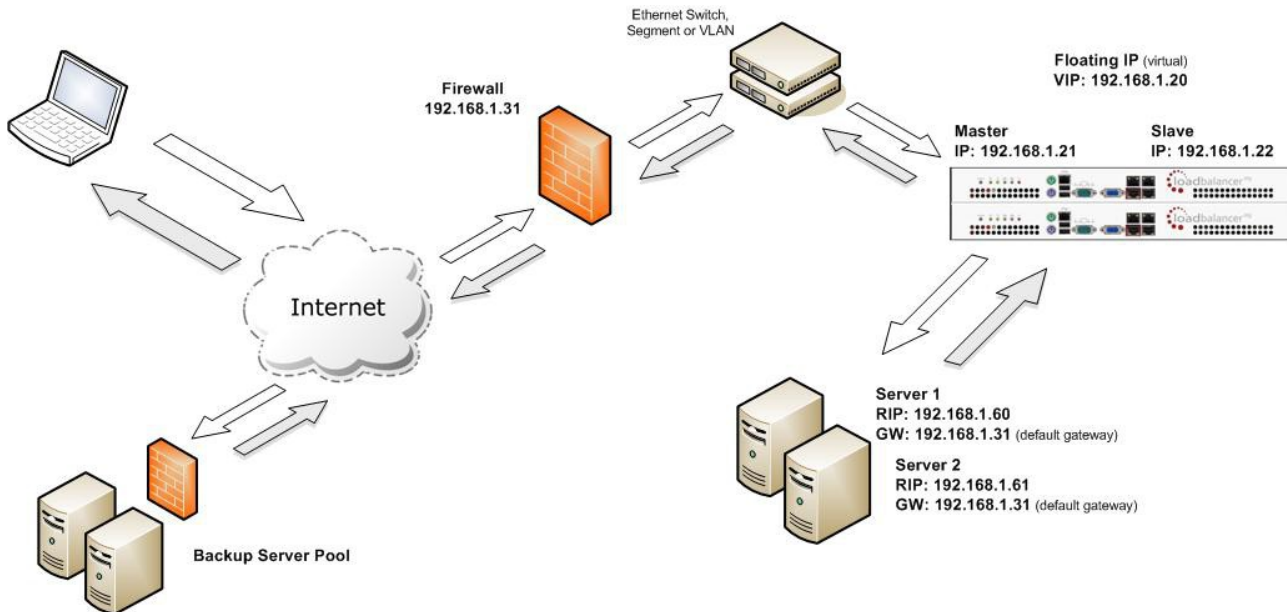 Ethernet Switch,
Segment or VLAN
Floating IP (virtual)
VIP: 192.168.1.20
Firewall
192.168.1.31
Master
IP: 192.168.1.21
Slave
IP: 192.168.1.22
loadbalancer.org
loadbalancer.org
Internet
Server 1
RIP: 192.168.1.60
GW: 192.168.1.31 (default gateway)
Server 2
RIP: 192.168.1.61
GW: 192.168.1.31 (default gateway)
Backup Server Pool